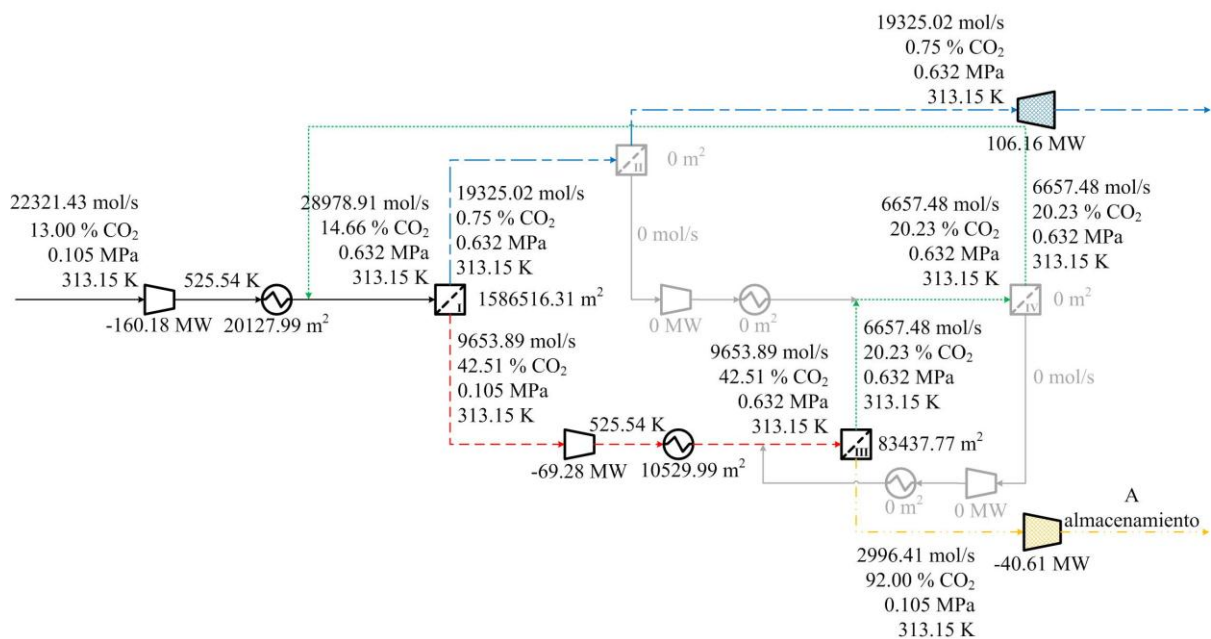 19325.02 mol/s
0.75 % CO₂
0.632 MPa
313.15 K
106.16 MW
II
0 m²
22321.43 mol/s
13.00 % CO₂
0.105 MPa
313.15 K
-160.18 MW
525.54 K
20127.99 m²
28978.91 mol/s
14.66 % CO₂
0.632 MPa
313.15 K
19325.02 mol/s
0.75 % CO₂
0.632 MPa
313.15 K
I
1586516.31 m²
0 mol/s
0 MW
0 m²
6657.48 mol/s
20.23 % CO₂
0.632 MPa
313.15 K
6657.48 mol/s
20.23 % CO₂
0.632 MPa
313.15 K
IV
0 m²
9653.89 mol/s
42.51 % CO₂
0.105 MPa
313.15 K
525.54 K
-69.28 MW
10529.99 m²
9653.89 mol/s
42.51 % CO₂
0.632 MPa
313.15 K
6657.48 mol/s
20.23 % CO₂
0.632 MPa
313.15 K
III
83437.77 m²
0 mol/s
0 m²
0 MW
A
almacenamiento
-40.61 MW
2996.41 mol/s
92.00 % CO₂
0.105 MPa
313.15 K